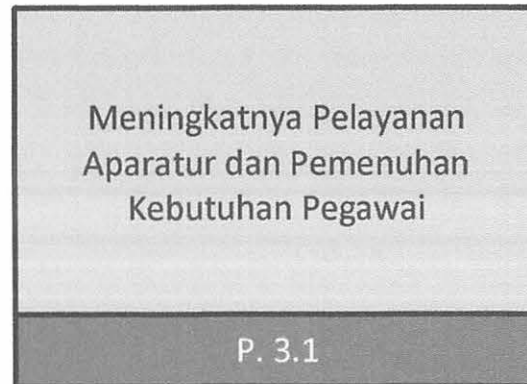 Meningkatnya Pelayanan
Aparatur dan Pemenuhan
Kebutuhan Pegawai
P. 3.1